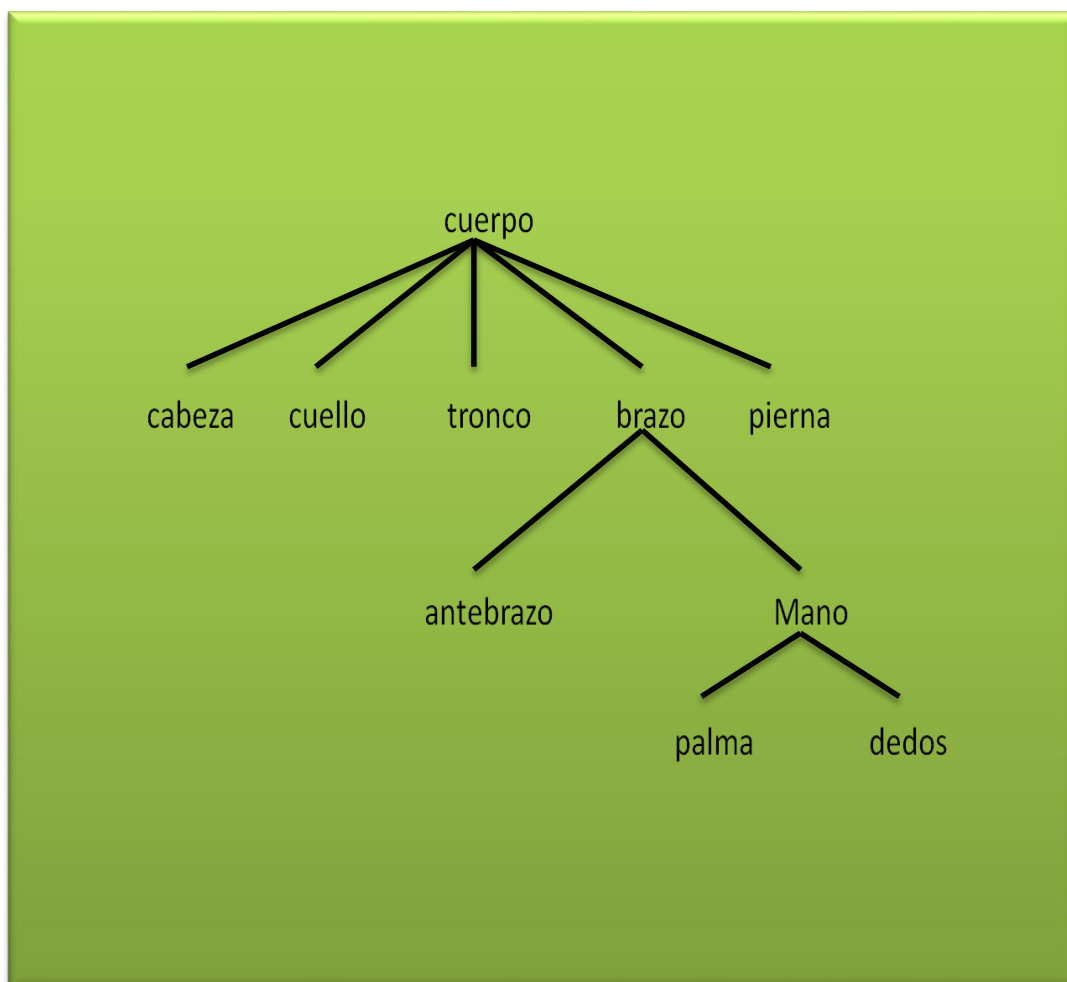 cuerpo
cabeza cuello tronco brazo pierna
antebrazo Mano
palma dedos